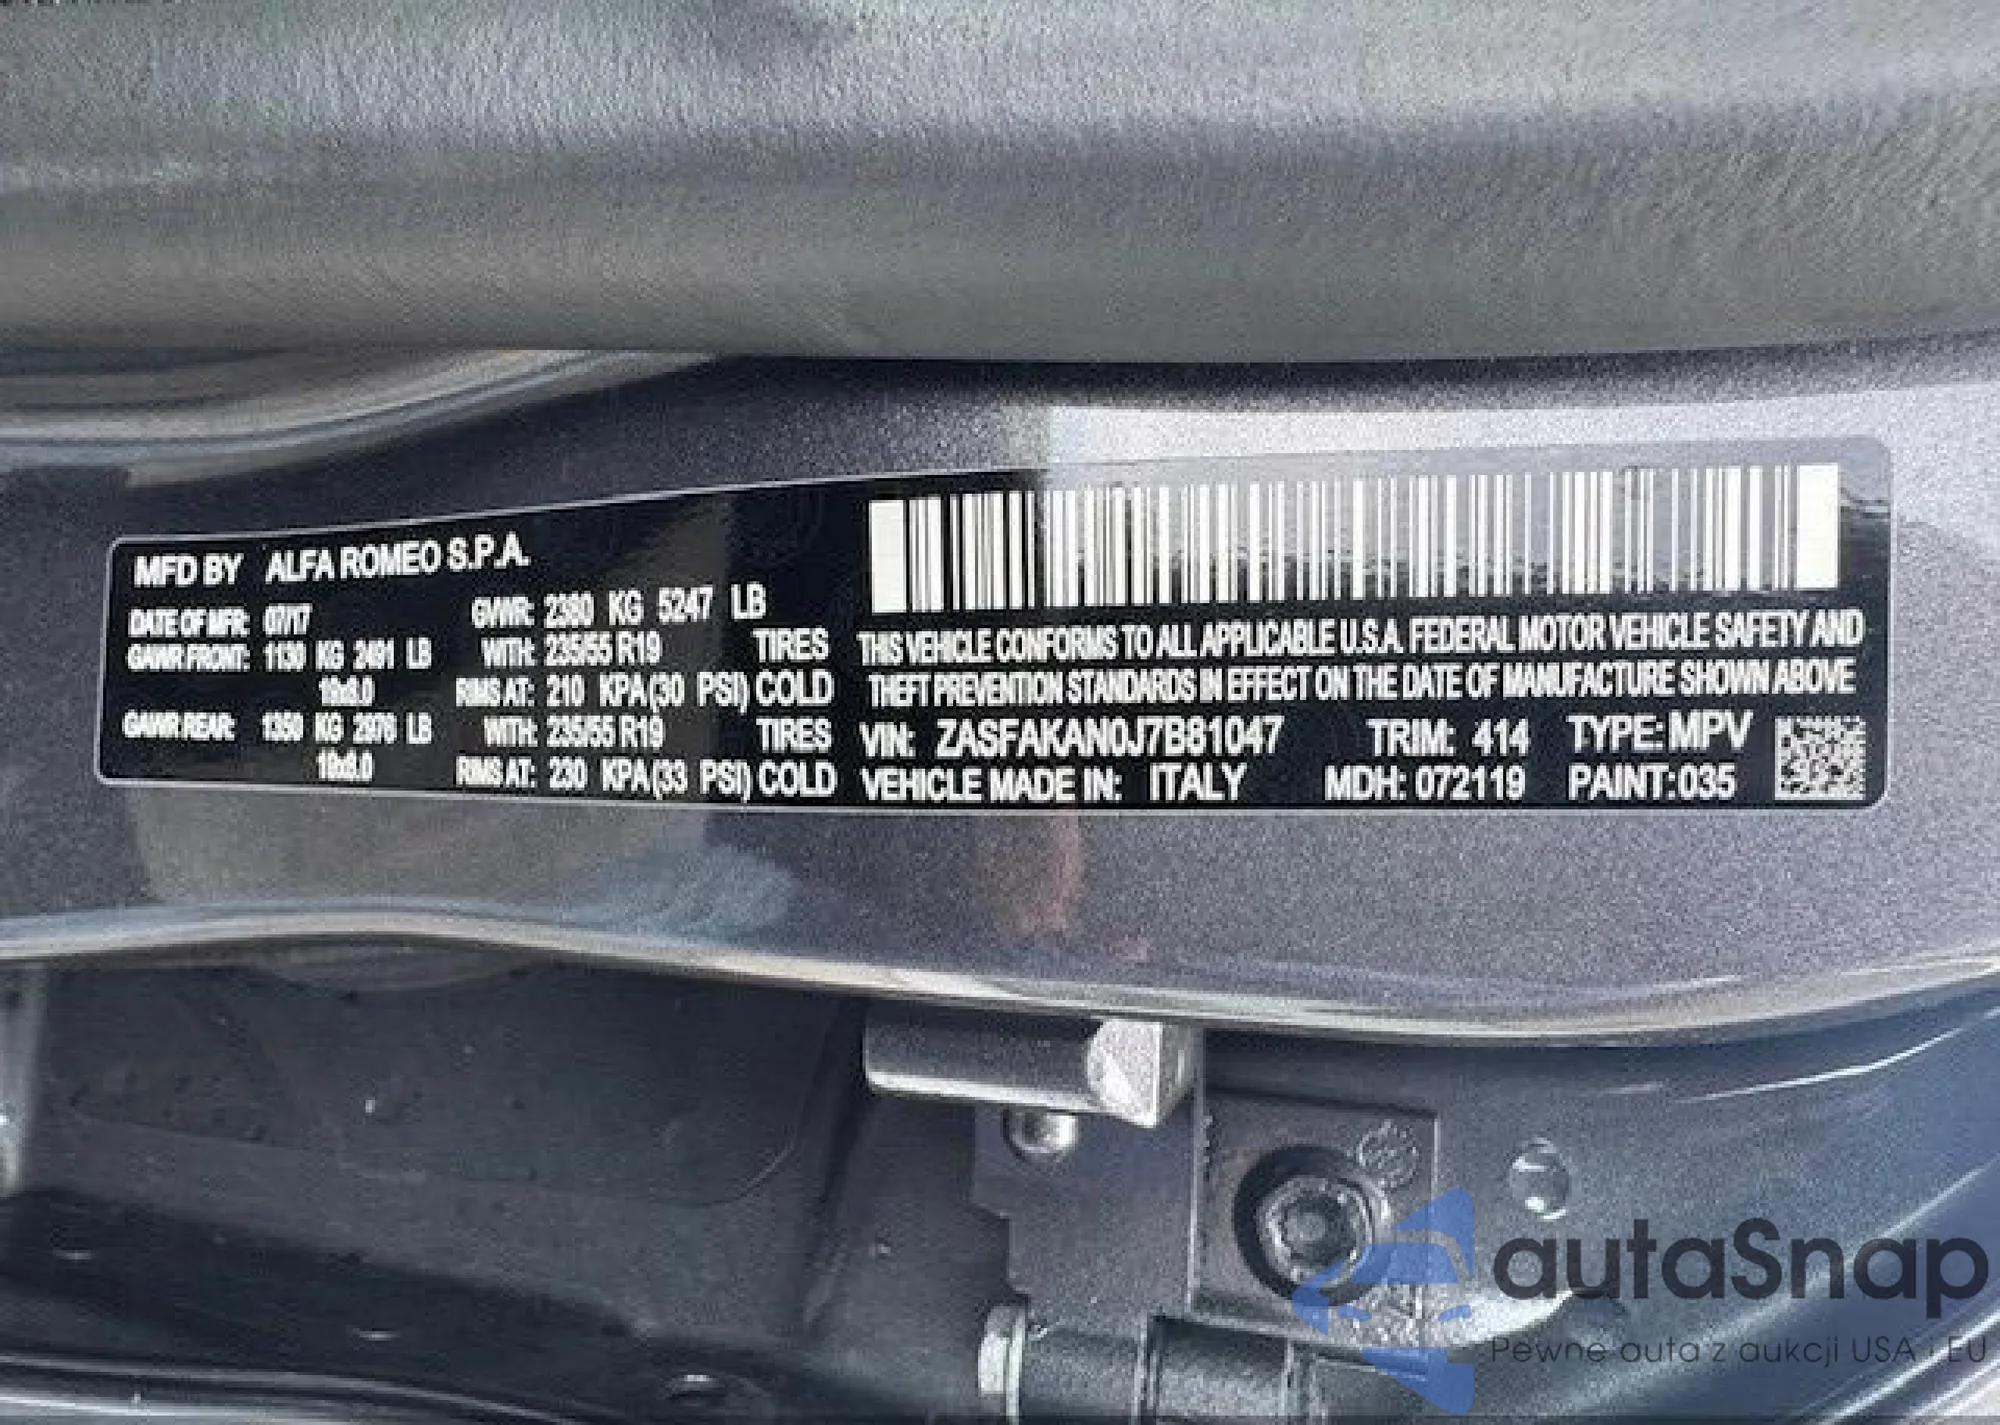 MFD BY ALFA ROMEO S.P.A.
DATE OF MFR: 07/17 GVWR: 2380 KG 5247 LB
GAWR FRONT: 1130 KG 2491 LB WITH: 235/55 R19 TIRES
19x8.0 RIMS AT: 210 KPA(30 PSI) COLD
GAWR REAR: 1350 KG 2976 LB WITH: 235/55 R19 TIRES
19x8.0 RIMS AT: 230 KPA(33 PSI) COLD
THIS VEHICLE CONFORMS TO ALL APPLICABLE U.S.A. FEDERAL MOTOR VEHICLE SAFETY AND
THEFT PREVENTION STANDARDS IN EFFECT ON THE DATE OF MANUFACTURE SHOWN ABOVE
VIN: ZASFAKAN0J7B81047 TRIM: 414 TYPE: MPV
VEHICLE MADE IN: ITALY MDH: 072119 PAINT: 035
autaSnap
Pewne auta z aukcji USA i EU